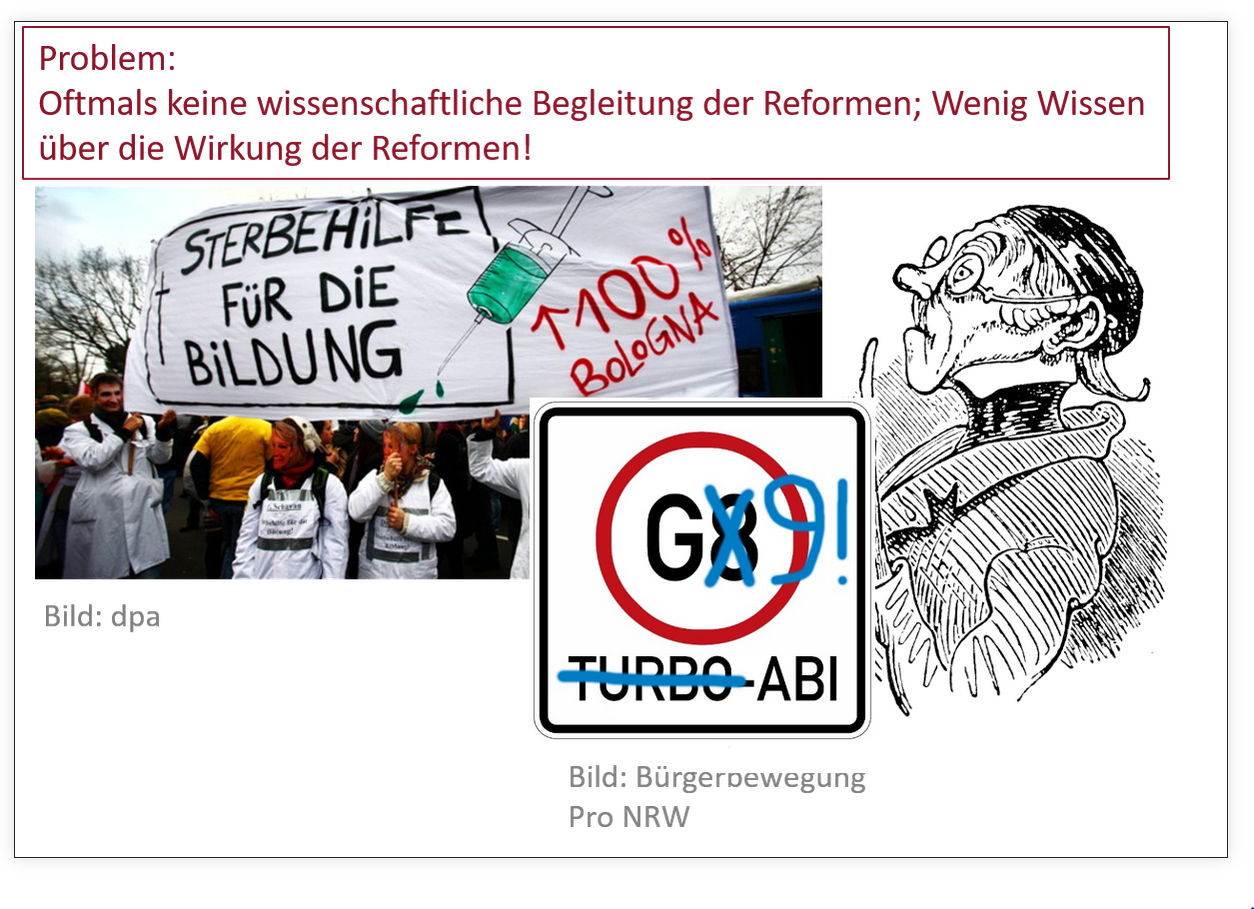 Problem:
Oftmals keine wissenschaftliche Begleitung der Reformen; Wenig Wissen
über die Wirkung der Reformen!
STERBEHiLFE
FÜR DiE
BiLDUNG
↑100%
BOLOGNA
G8 9!
TURBO-ABI
Bild: dpa
Bild: Bürgerbewegung
Pro NRW